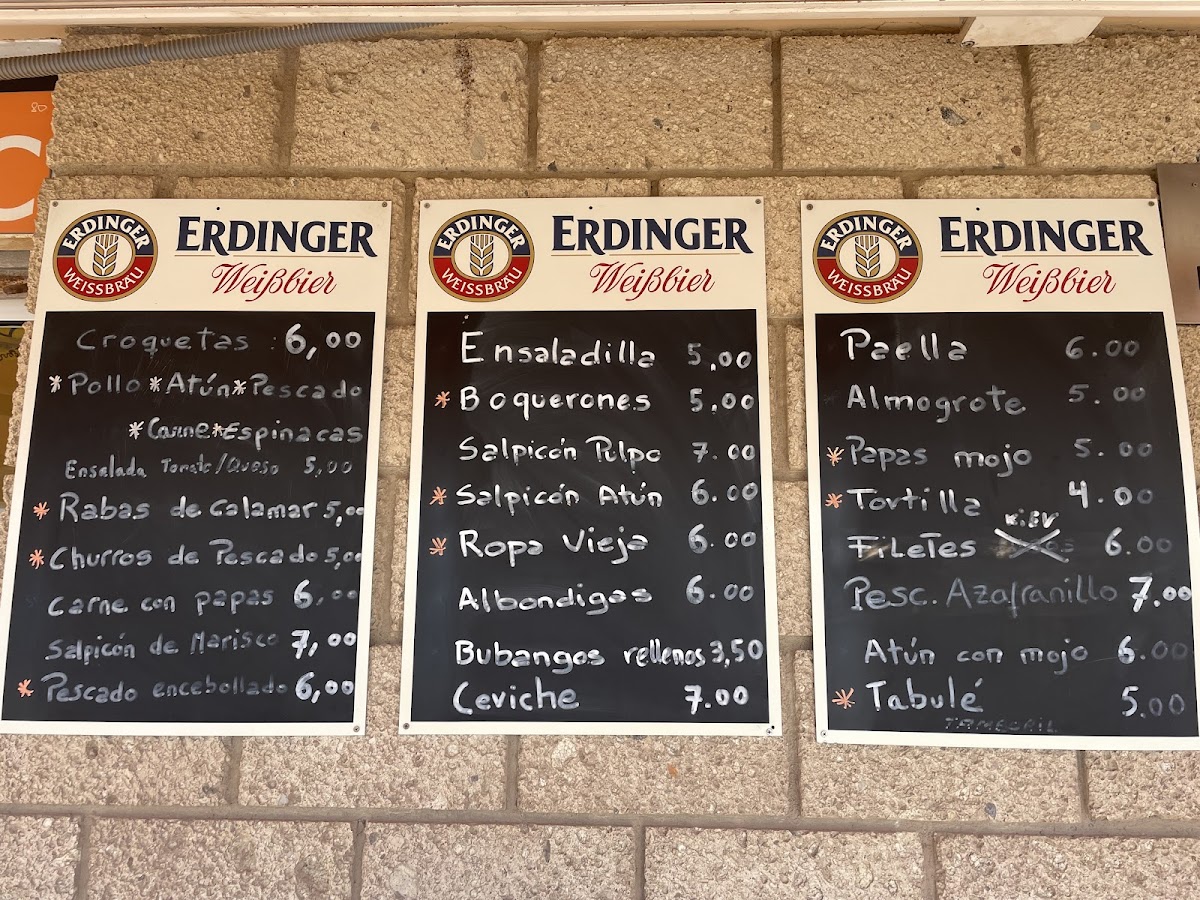 ERDINGER
WEISSBRÄU
ERDINGER
Weißbier
Croquetas : 6,00
*Pollo *Atún *Pescado
*Carne *Espinacas
Ensalada Tomate/Queso 5,00
* Rabas de calamar 5,00
* Churros de Pescado 5,00
Carne con papas 6,00
Salpicón de Marisco 7,00
* Pescado encebollado 6,00
ERDINGER
WEISSBRÄU
ERDINGER
Weißbier
Ensaladilla 5,00
* Boquerones 5,00
Salpicón Pulpo 7.00
* Salpicón Atún 6.00
* Ropa Vieja 6.00
Albondigas 6.00
Bubangos rellenos 3,50
Ceviche 7.00
ERDINGER
WEISSBRÄU
ERDINGER
Weißbier
Paella 6.00
Almogrote 5.00
* Papas mojo 5.00
* Tortilla 4.00
KiEV
FiLeTes 6.00
Pesc. Azafranillo 7.00
Atún con mojo 6.00
* Tabulé 5.00